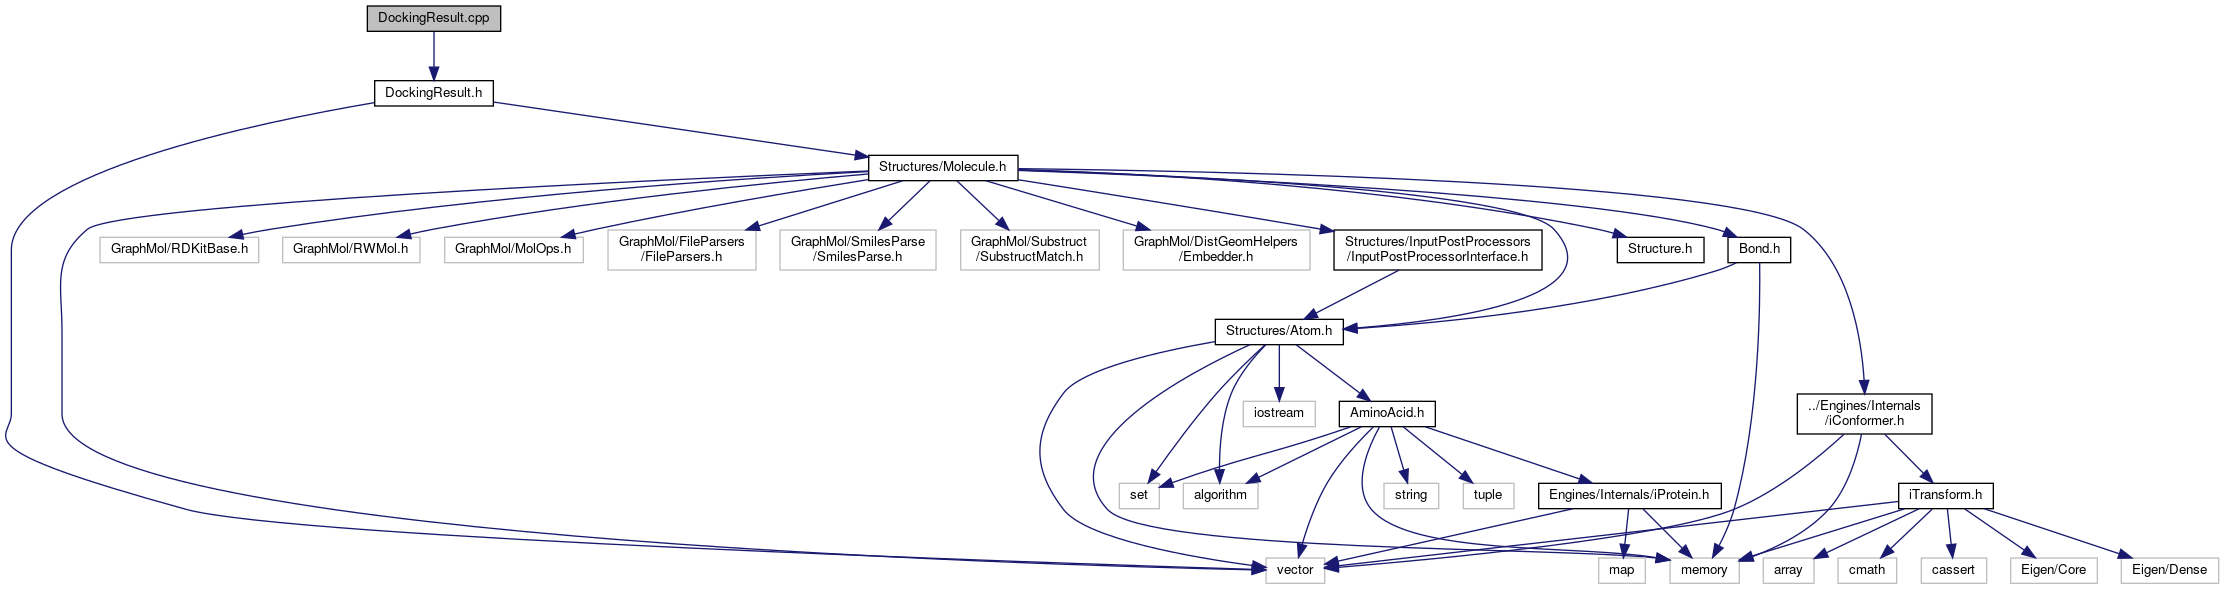 DockingResult.cpp
DockingResult.h
Structures/Molecule.h
GraphMol/RDKitBase.h
GraphMol/RWMol.h
GraphMol/MolOps.h
GraphMol/FileParsers
/FileParsers.h
GraphMol/SmilesParse
/SmilesParse.h
GraphMol/Substruct
/SubstructMatch.h
GraphMol/DistGeomHelpers
/Embedder.h
Structures/InputPostProcessors
/InputPostProcessorInterface.h
Structure.h
Bond.h
Structures/Atom.h
iostream
AminoAcid.h
../Engines/Internals
/iConformer.h
set
algorithm
string
tuple
Engines/Internals/iProtein.h
iTransform.h
vector
map
memory
array
cmath
cassert
Eigen/Core
Eigen/Dense